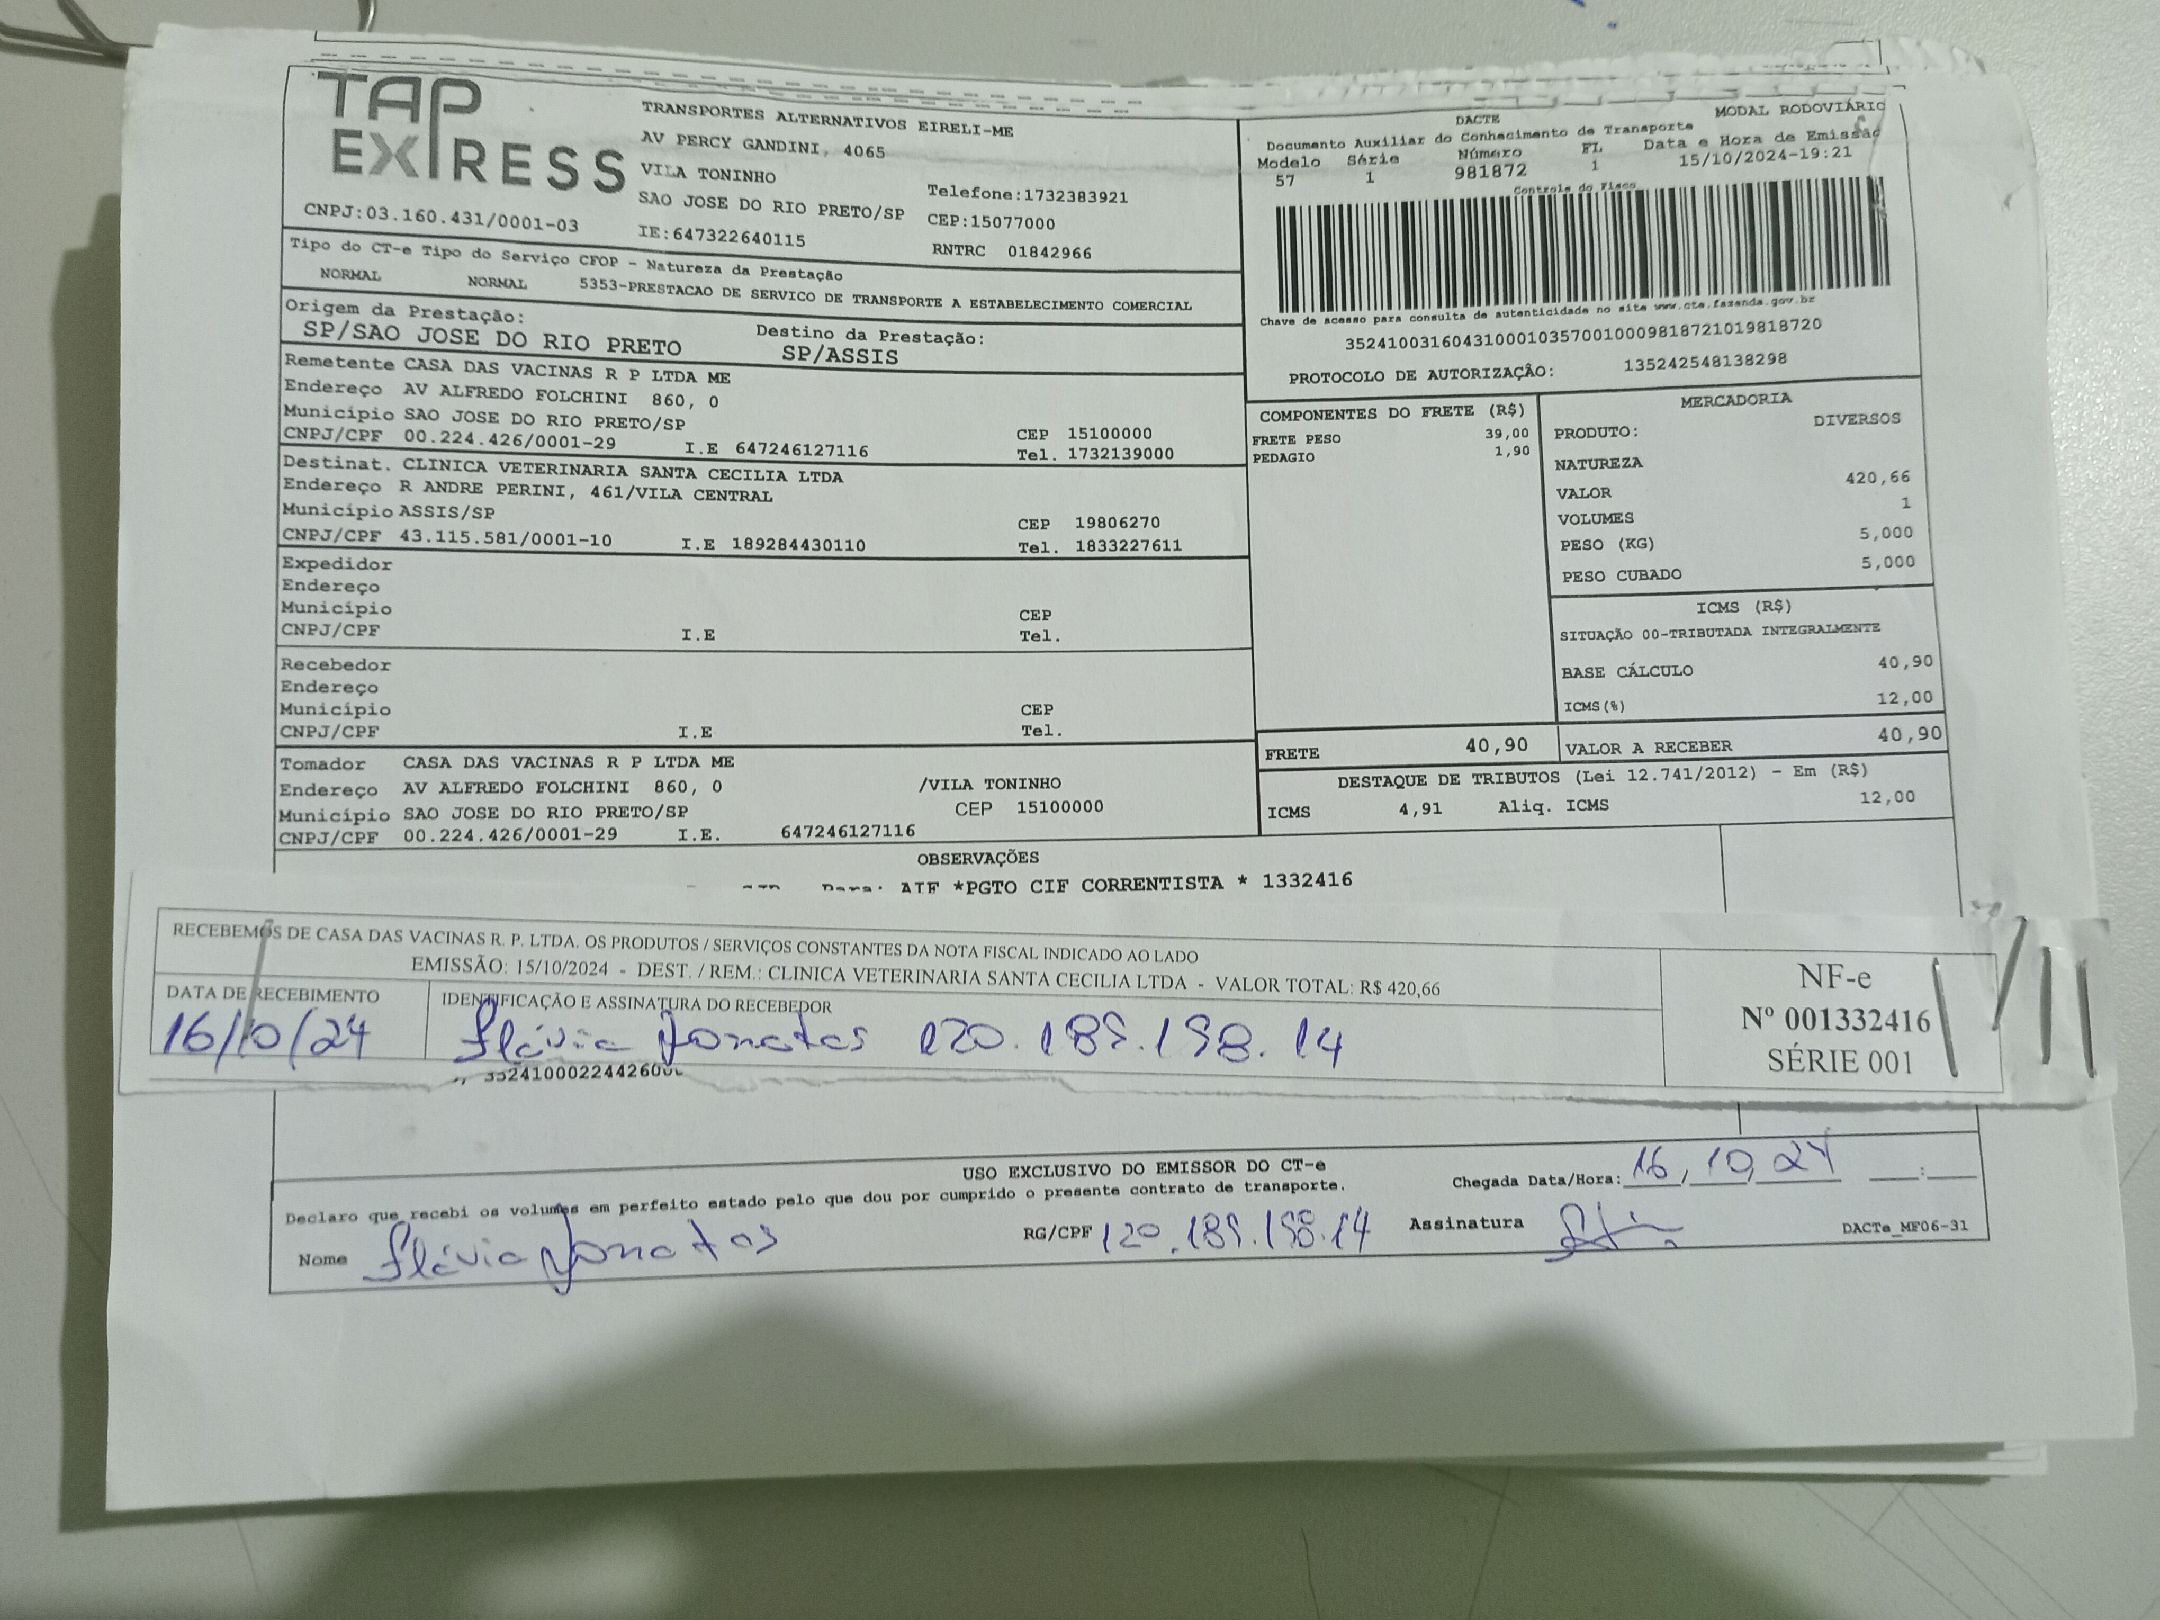 TAP EXPRESS
CNPJ:03.160.431/0001-03
TRANSPORTES ALTERNATIVOS EIRELI-ME
AV PERCY GANDINI, 4065
VILA TONINHO
SAO JOSE DO RIO PRETO/SP
IE:647322640115
Telefone:1732383921
CEP:15077000
RNTRC 01842966
DACTE
MODAL RODOVIÁRIO
Documento Auxiliar do Conhecimento de Transporte
Modelo Série Número FL Data e Hora de Emissão
57 1 981872 1 15/10/2024-19:21
Controle do Fisco
Chave de acesso para consulta de autenticidade no site www.cte.fazenda.gov.br
35241003160431000103570010009818721019818720
PROTOCOLO DE AUTORIZAÇÃO: 135242548138298
Tipo do CT-e Tipo do Serviço CFOP - Natureza da Prestação
NORMAL NORMAL 5353-PRESTACAO DE SERVICO DE TRANSPORTE A ESTABELECIMENTO COMERCIAL
Origem da Prestação: Destino da Prestação:
SP/SAO JOSE DO RIO PRETO SP/ASSIS
Remetente CASA DAS VACINAS R P LTDA ME
Endereço AV ALFREDO FOLCHINI 860, 0
Município SAO JOSE DO RIO PRETO/SP CEP 15100000
CNPJ/CPF 00.224.426/0001-29 I.E 647246127116 Tel. 1732139000
Destinat. CLINICA VETERINARIA SANTA CECILIA LTDA
Endereço R ANDRE PERINI, 461/VILA CENTRAL
Município ASSIS/SP CEP 19806270
CNPJ/CPF 43.115.581/0001-10 I.E 189284430110 Tel. 1833227611
Expedidor
Endereço
Município CEP
CNPJ/CPF I.E Tel.
Recebedor
Endereço
Município CEP
CNPJ/CPF I.E Tel.
Tomador CASA DAS VACINAS R P LTDA ME
Endereço AV ALFREDO FOLCHINI 860, 0 /VILA TONINHO
Município SAO JOSE DO RIO PRETO/SP CEP 15100000
CNPJ/CPF 00.224.426/0001-29 I.E. 647246127116
COMPONENTES DO FRETE (R$)
FRETE PESO 39,00
PEDAGIO 1,90
MERCADORIA
PRODUTO: DIVERSOS
NATUREZA
VALOR 420,66
VOLUMES 1
PESO (KG) 5,000
PESO CUBADO 5,000
ICMS (R$)
SITUAÇÃO 00-TRIBUTADA INTEGRALMENTE
BASE CÁLCULO 40,90
ICMS(%) 12,00
FRETE 40,90 VALOR A RECEBER 40,90
DESTAQUE DE TRIBUTOS (Lei 12.741/2012) - Em (R$)
ICMS 4,91 Aliq. ICMS 12,00
OBSERVAÇÕES
Para: ATF *PGTO CIF CORRENTISTA * 1332416
RECEBEMOS DE CASA DAS VACINAS R. P. LTDA. OS PRODUTOS / SERVIÇOS CONSTANTES DA NOTA FISCAL INDICADO AO LADO
EMISSÃO: 15/10/2024 - DEST. / REM.: CLINICA VETERINARIA SANTA CECILIA LTDA - VALOR TOTAL: R$ 420,66
DATA DE RECEBIMENTO IDENTIFICAÇÃO E ASSINATURA DO RECEBEDOR
16/10/24 Flávia Jonatas 120.189.198.14
NF-e
Nº 001332416
SÉRIE 001
3524100022442600
USO EXCLUSIVO DO EMISSOR DO CT-e
Declaro que recebi os volumes em perfeito estado pelo que dou por cumprido o presente contrato de transporte.
Chegada Data/Hora: 16,10,24 :
Nome Flávia Jonatas RG/CPF 120.189.198.14 Assinatura
DACTe_MF06-31